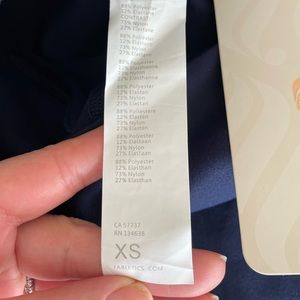 88% Polyester
12% Elastane
CONTRAST
73% Nylon
27% Elastane
88% Polyester
12% Elasthanne
73% Nylon
27% Elasthanne
88% Polyester
12% Elastan
73% Nylon
27% Elastan
88% Polyestere
12% Elastan
73% Nylon
27% Elastan
88% Polyester
12% Elastaan
73% Nylon
27% Elastaan
88% Polyester
12% Elasthan
73% Nylon
27% Elasthan
CA 57737
RN 134638
XS
FABLETICS.COM